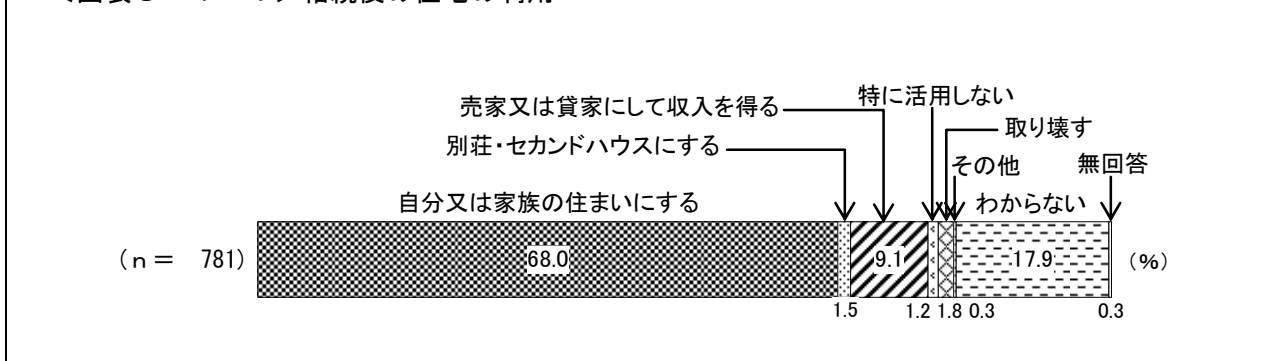 特に活用しない
売家又は貸家にして収入を得る
取り壊す
別荘・セカンドハウスにする
その他
無回答
自分又は家族の住まいにする
わからない
(n= 781)
68.0
9.1
17.9
(%)
1.5
1.2
1.8
0.3
0.3